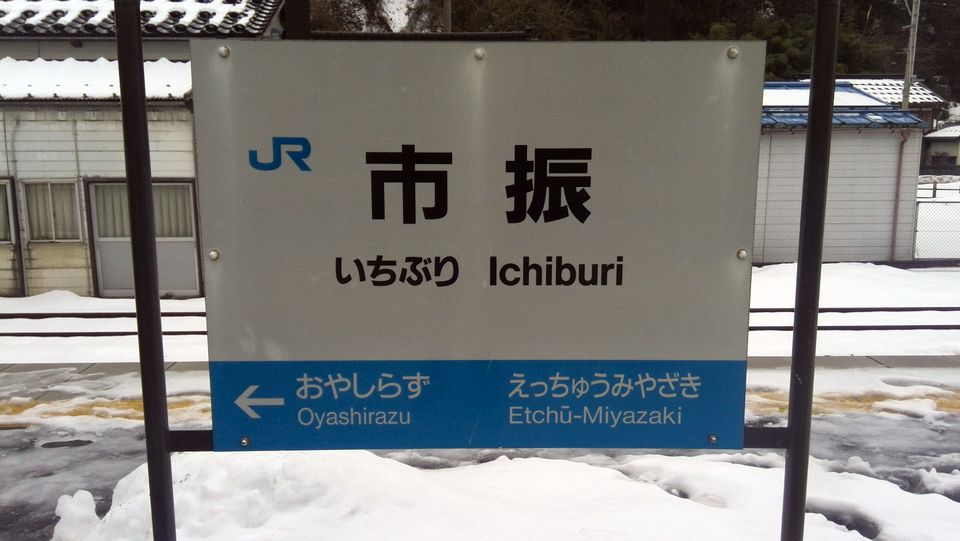 JR
市振
いちぶり Ichiburi
← おやしらず えっちゅうみやざき
Oyashirazu Etchū-Miyazaki